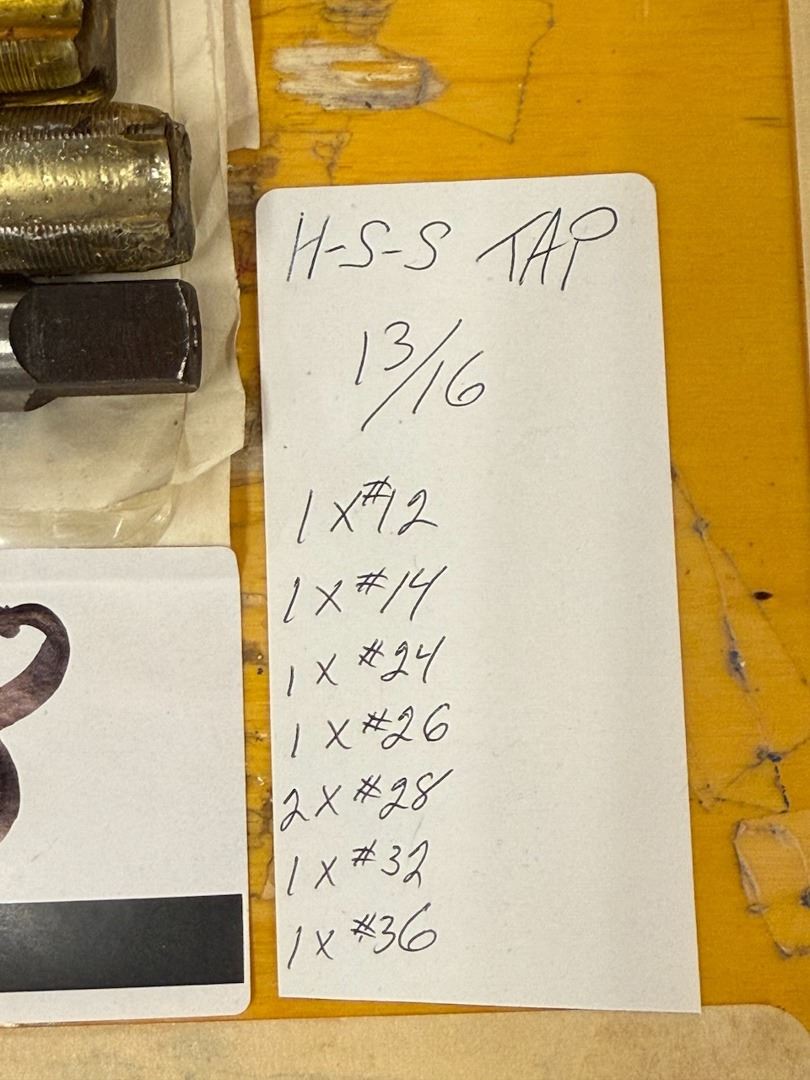 H-S-S TAP
13/16
1 X #12
1 X #14
1 X #24
1 X #26
2 X #28
1 X #32
1 X #36